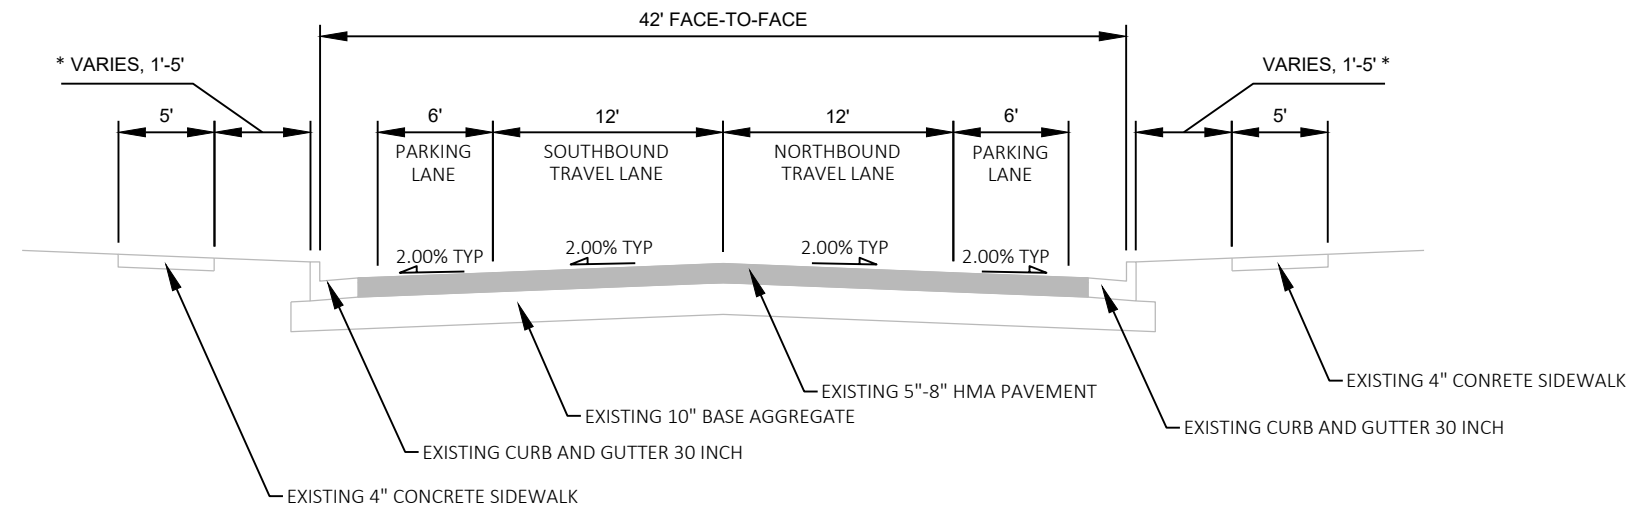 42' FACE-TO-FACE
* VARIES, 1'-5'
VARIES, 1'-5' *
5'
6'
12'
12'
6'
5'
PARKING
LANE
SOUTHBOUND
TRAVEL LANE
NORTHBOUND
TRAVEL LANE
PARKING
LANE
2.00% TYP
2.00% TYP
2.00% TYP
2.00% TYP
EXISTING 4" CONRETE SIDEWALK
EXISTING 5"-8" HMA PAVEMENT
EXISTING 10" BASE AGGREGATE
EXISTING CURB AND GUTTER 30 INCH
EXISTING CURB AND GUTTER 30 INCH
EXISTING 4" CONCRETE SIDEWALK